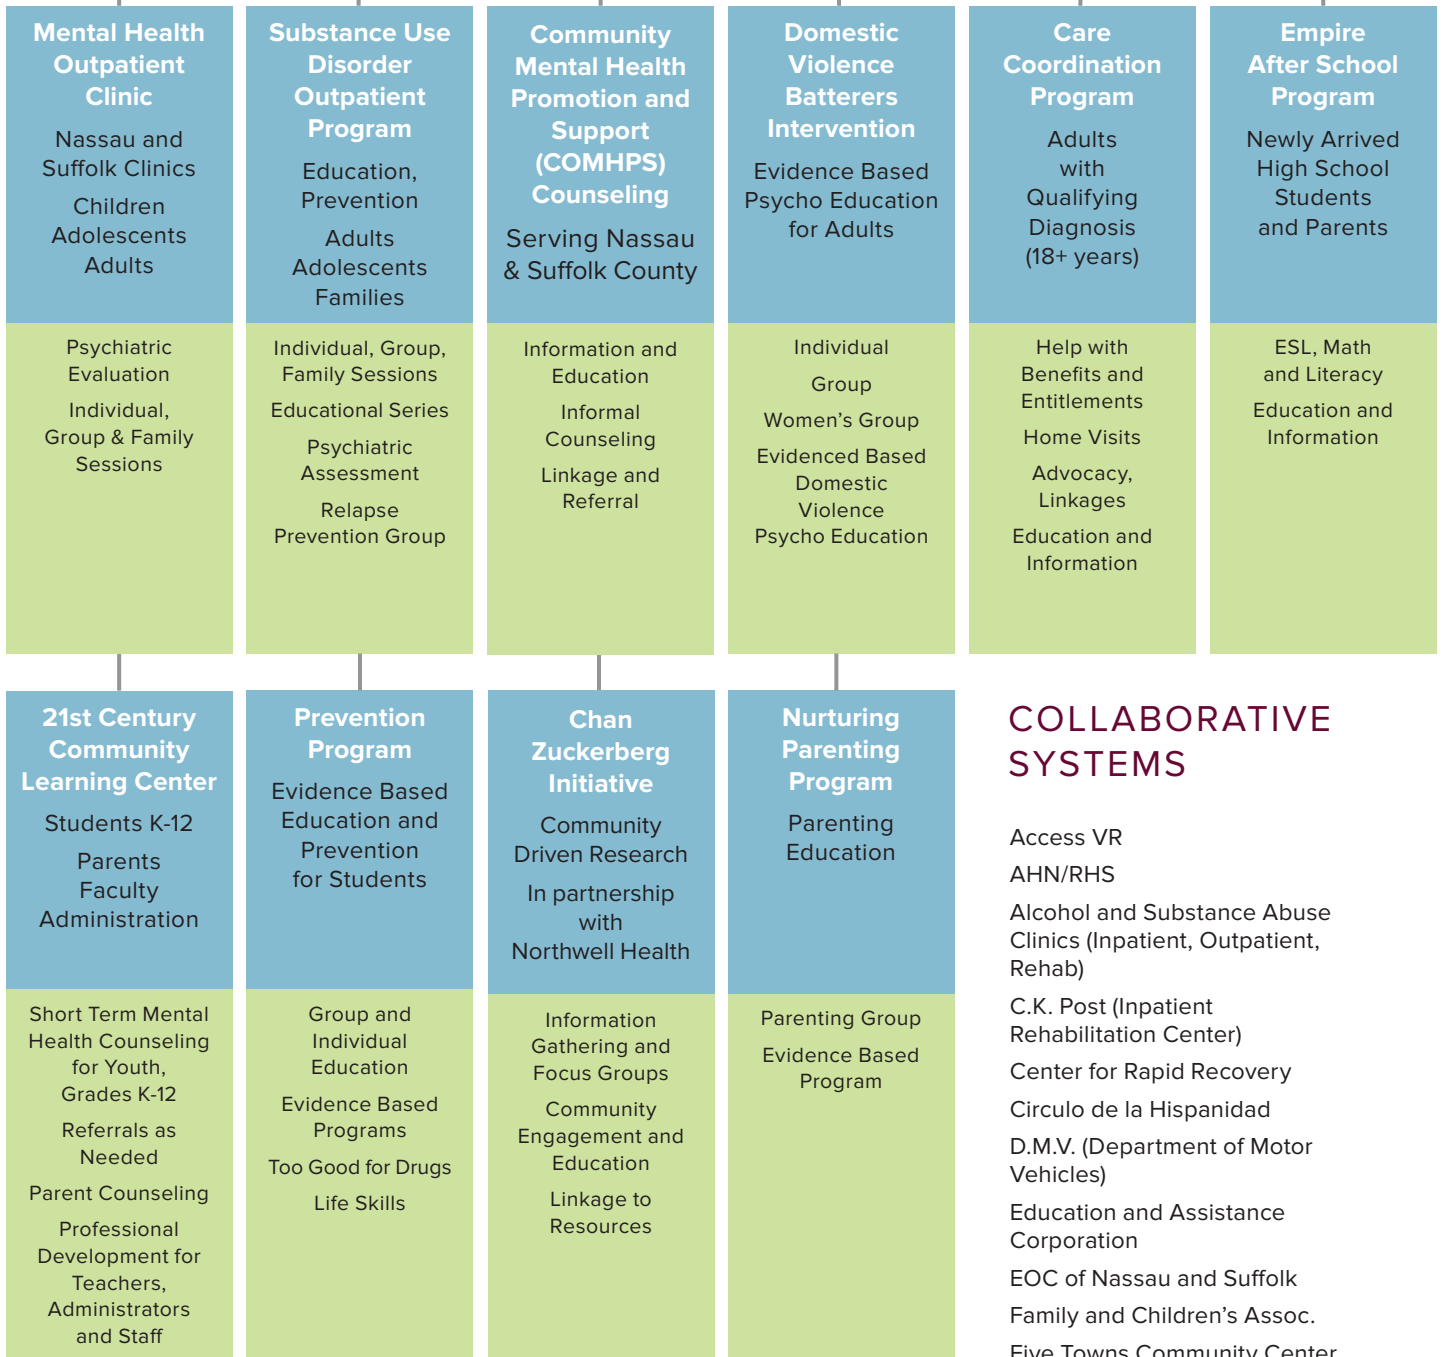 Mental Health
Outpatient
Clinic
Nassau and
Suffolk Clinics
Children
Adolescents
Adults
Psychiatric
Evaluation
Individual,
Group & Family
Sessions
Substance Use
Disorder
Outpatient
Program
Education,
Prevention
Adults
Adolescents
Families
Individual, Group,
Family Sessions
Educational Series
Psychiatric
Assessment
Relapse
Prevention Group
Community
Mental Health
Promotion and
Support
(COMHPS)
Counseling
Serving Nassau
& Suffolk County
Information and
Education
Informal
Counseling
Linkage and
Referral
Domestic
Violence
Batterers
Intervention
Evidence Based
Psycho Education
for Adults
Individual
Group
Women’s Group
Evidenced Based
Domestic
Violence
Psycho Education
Care
Coordination
Program
Adults
with
Qualifying
Diagnosis
(18+ years)
Help with
Benefits and
Entitlements
Home Visits
Advocacy,
Linkages
Education and
Information
Empire
After School
Program
Newly Arrived
High School
Students
and Parents
ESL, Math
and Literacy
Education and
Information
21st Century
Community
Learning Center
Students K-12
Parents
Faculty
Administration
Short Term Mental
Health Counseling
for Youth,
Grades K-12
Referrals as
Needed
Parent Counseling
Professional
Development for
Teachers,
Administrators
and Staff
Prevention
Program
Evidence Based
Education and
Prevention
for Students
Group and
Individual
Education
Evidence Based
Programs
Too Good for Drugs
Life Skills
Chan
Zuckerberg
Initiative
Community
Driven Research
In partnership
with
Northwell Health
Information
Gathering and
Focus Groups
Community
Engagement and
Education
Linkage to
Resources
Nurturing
Parenting
Program
Parenting
Education
Parenting Group
Evidence Based
Program
COLLABORATIVE
SYSTEMS
Access VR
AHN/RHS
Alcohol and Substance Abuse
Clinics (Inpatient, Outpatient,
Rehab)
C.K. Post (Inpatient
Rehabilitation Center)
Center for Rapid Recovery
Circulo de la Hispanidad
D.M.V. (Department of Motor
Vehicles)
Education and Assistance
Corporation
EOC of Nassau and Suffolk
Family and Children’s Assoc.
Five Towns Community Center